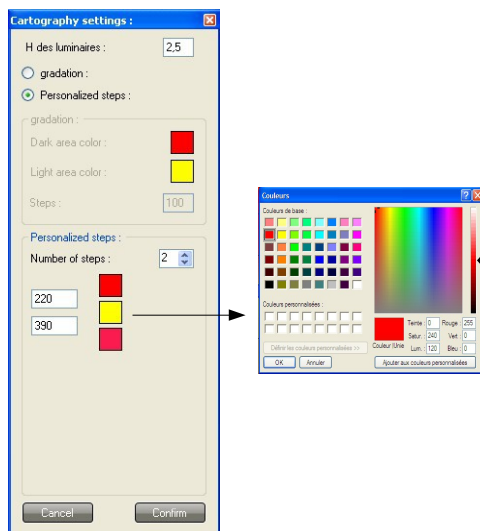 Cartography settings :
H des luminaires : 2,5
gradation :
Personalized steps :
gradation :
Dark area color :
Light area color :
Steps : 100
Personalized steps :
Number of steps : 2
220
390
Cancel Confirm
Couleurs
Couleurs de base :
Couleurs personnalisées :
Définir les couleurs personnalisées >>
OK Annuler
Couleur|Unie
Teinte : 0 Rouge : 255
Satur. : 240 Vert : 0
Lum. : 120 Bleu : 0
Ajouter aux couleurs personnalisées